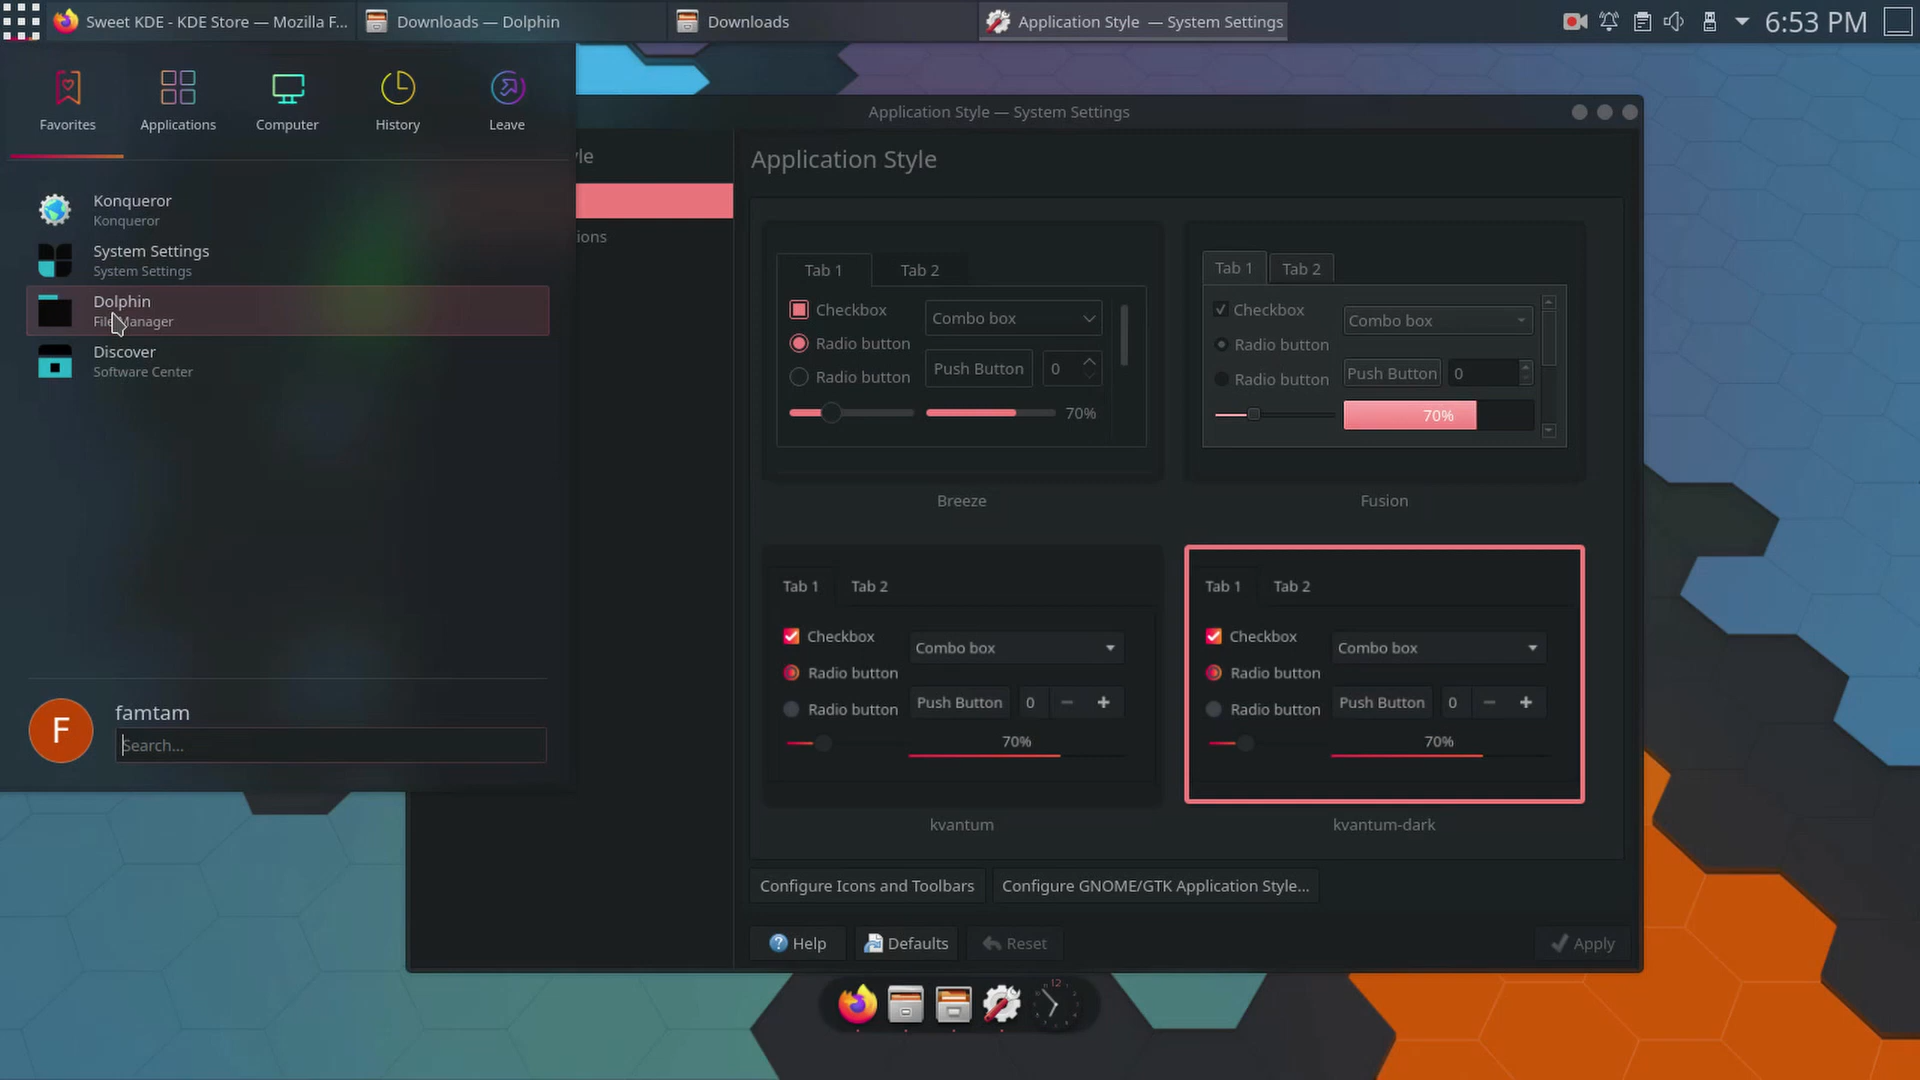 Sweet KDE - KDE Store — Mozilla F...
Downloads — Dolphin
Downloads
Application Style — System Settings
6:53 PM
Favorites
Applications
Computer
History
Leave
Konqueror
Konqueror
System Settings
System Settings
Dolphin
File Manager
Discover
Software Center
famtam
F
Search...
Application Style — System Settings
yle
ions
Application Style
Tab 1
Tab 2
Checkbox
Combo box
Radio button
Push Button
0
Radio button
70%
Breeze
Tab 1
Tab 2
Checkbox
Combo box
Radio button
Push Button
0
Radio button
70%
Fusion
Tab 1
Tab 2
Checkbox
Combo box
Radio button
Push Button
0
Radio button
70%
kvantum
Tab 1
Tab 2
Checkbox
Combo box
Radio button
Push Button
0
Radio button
70%
kvantum-dark
Configure Icons and Toolbars
Configure GNOME/GTK Application Style...
Help
Defaults
Reset
Apply
12